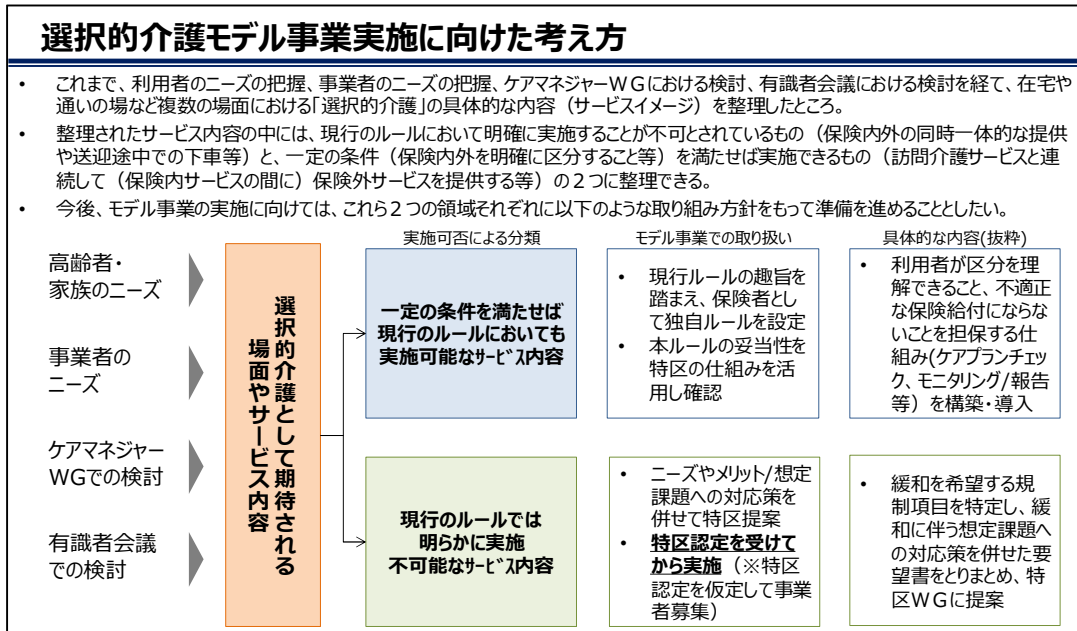 選択的介護モデル事業実施に向けた考え方
• これまで、利用者のニーズの把握、事業者のニーズの把握、ケアマネジャーWGにおける検討、有識者会議における検討を経て、在宅や
通いの場など複数の場面における「選択的介護」の具体的な内容（サービスイメージ）を整理したところ。
• 整理されたサービス内容の中には、現行のルールにおいて明確に実施することが不可とされているもの（保険内外の同時一体的な提供
や送迎途中での下車等）と、一定の条件（保険内外を明確に区分すること等）を満たせば実施できるもの（訪問介護サービスと連
続して（保険内サービスの間に）保険外サービスを提供する等）の２つに整理できる。
• 今後、モデル事業の実施に向けては、これら２つの領域それぞれに以下のような取り組み方針をもって準備を進めることとしたい。
高齢者・
家族のニーズ
事業者の
ニーズ
ケアマネジャー
WGでの検討
有識者会議
での検討
選択的介護として期待される
場面やサービス内容
実施可否による分類
一定の条件を満たせば
現行のルールにおいても
実施可能なｻｰﾋﾞｽ内容
現行のルールでは
明らかに実施
不可能なｻｰﾋﾞｽ内容
モデル事業での取り扱い
• 現行ルールの趣旨を
踏まえ、保険者とし
て独自ルールを設定
• 本ルールの妥当性を
特区の仕組みを活
用し確認
• ニーズやメリット/想定
課題への対応策を
併せて特区提案
• 特区認定を受けて
から実施（※特区
認定を仮定して事業
者募集）
具体的な内容(抜粋)
• 利用者が区分を理
解できること、不適正
な保険給付にならな
いことを担保する仕
組み(ケアプランチェッ
ク、モニタリング/報告
等）を構築・導入
• 緩和を希望する規
制項目を特定し、緩
和に伴う想定課題へ
の対応策を併せた要
望書をとりまとめ、特
区ＷＧに提案